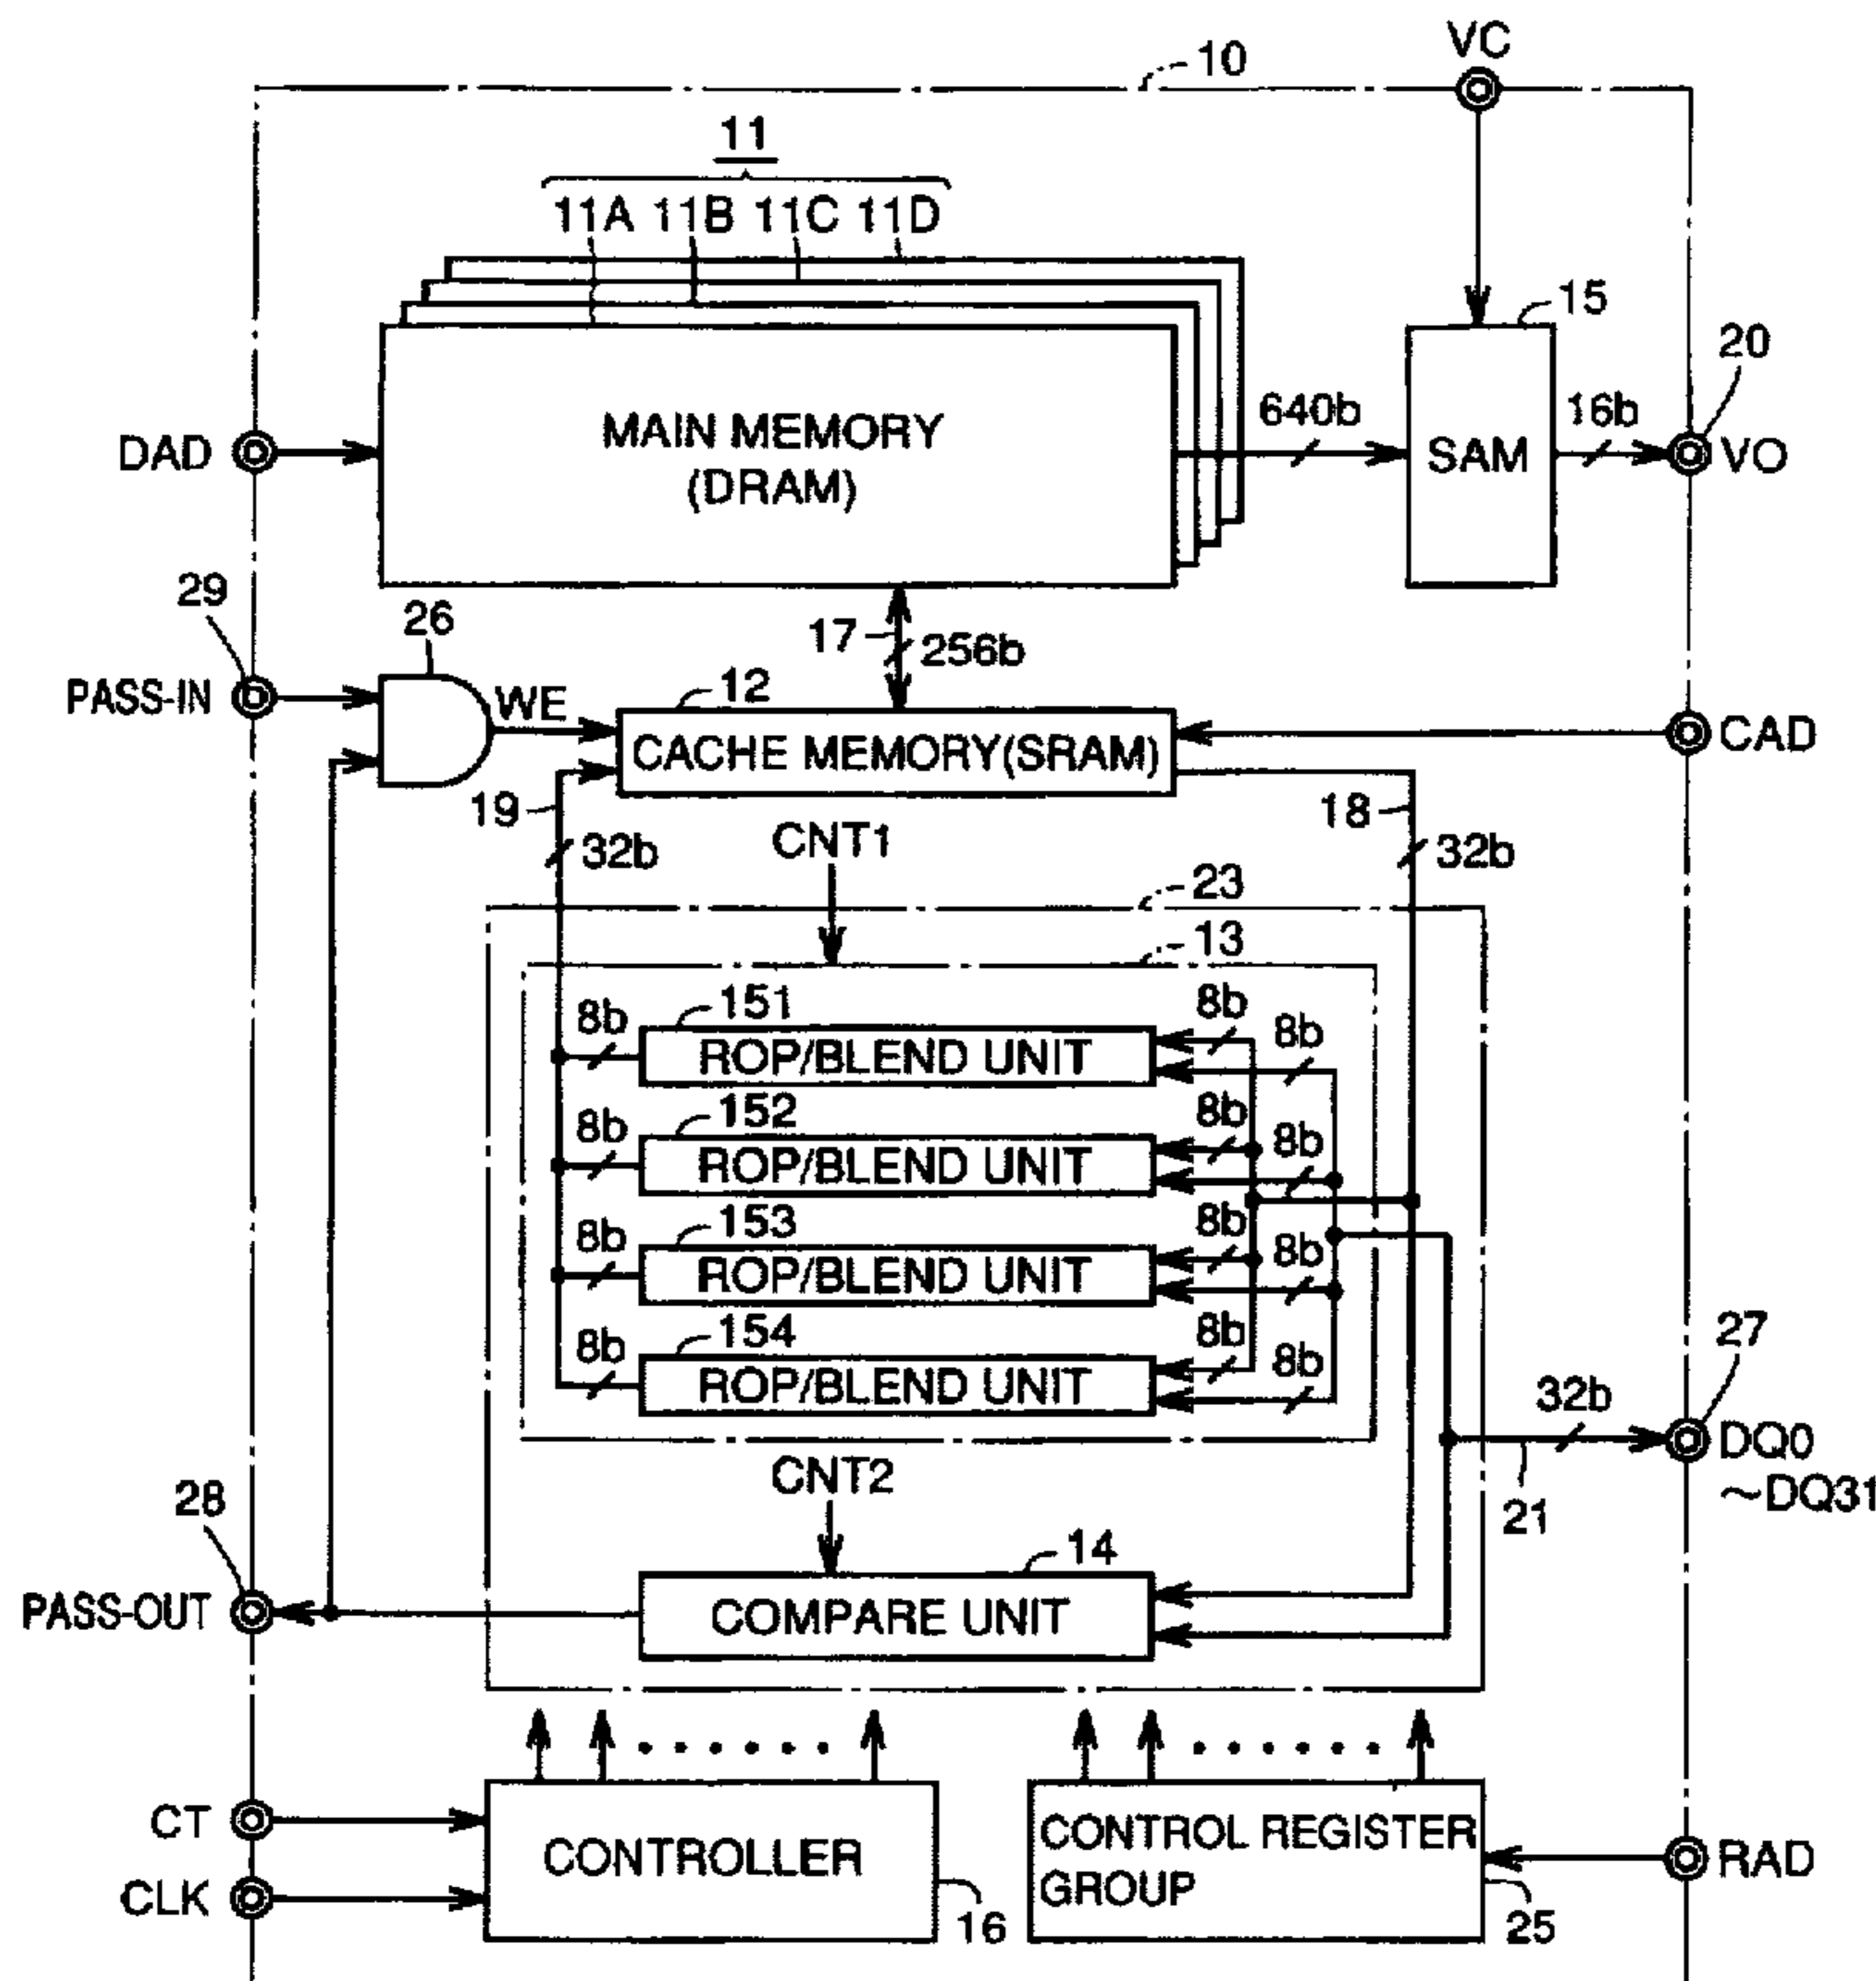 VC
10
11
11A 11B 11C 11D
15
20
MAIN MEMORY
(DRAM)
640b
SAM
16b
DAD
VO
29
26
17
256b
PASS-IN
WE
12
CACHE MEMORY(SRAM)
CAD
19
32b
CNT1
18
32b
23
13
8b
151
ROP/BLEND UNIT
8b
8b
8b
152
ROP/BLEND UNIT
8b
8b
8b
153
ROP/BLEND UNIT
8b
8b
8b
154
ROP/BLEND UNIT
8b
8b
27
32b
DQ0
~DQ31
21
CNT2
28
14
PASS-OUT
COMPARE UNIT
CT
CLK
CONTROLLER
16
CONTROL REGISTER
GROUP
25
RAD